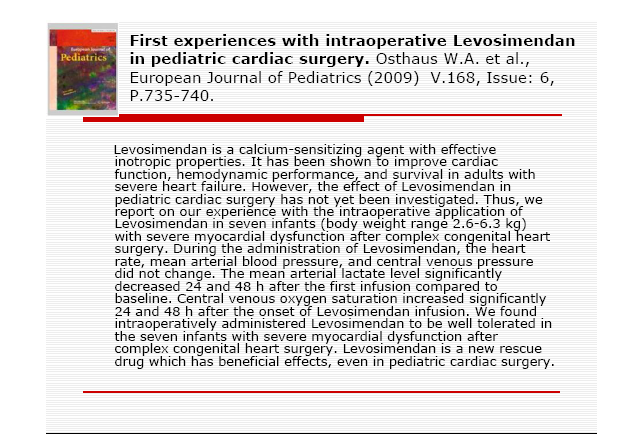 European Journal of
Pediatrics
First experiences with intraoperative Levosimendan
in pediatric cardiac surgery. Osthaus W.A. et al.,
European Journal of Pediatrics (2009)  V.168, Issue: 6,
P.735-740.
Levosimendan is a calcium-sensitizing agent with effective
inotropic properties. It has been shown to improve cardiac
function, hemodynamic performance, and survival in adults with
severe heart failure. However, the effect of Levosimendan in
pediatric cardiac surgery has not yet been investigated. Thus, we
report on our experience with the intraoperative application of
Levosimendan in seven infants (body weight range 2.6-6.3 kg)
with severe myocardial dysfunction after complex congenital heart
surgery. During the administration of Levosimendan, the heart
rate, mean arterial blood pressure, and central venous pressure
did not change. The mean arterial lactate level significantly
decreased 24 and 48 h after the first infusion compared to
baseline. Central venous oxygen saturation increased significantly
24 and 48 h after the onset of Levosimendan infusion. We found
intraoperatively administered Levosimendan to be well tolerated in
the seven infants with severe myocardial dysfunction after
complex congenital heart surgery. Levosimendan is a new rescue
drug which has beneficial effects, even in pediatric cardiac surgery.